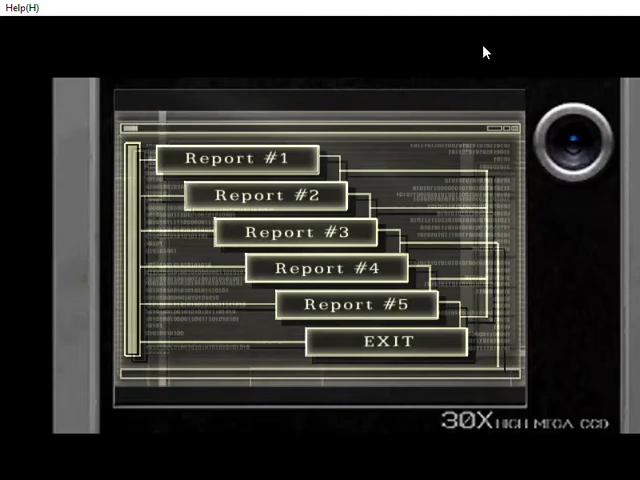 Help(H)
Report #1
Report #2
Report #3
Report #4
Report #5
EXIT
30X HIGH MEGA CCD